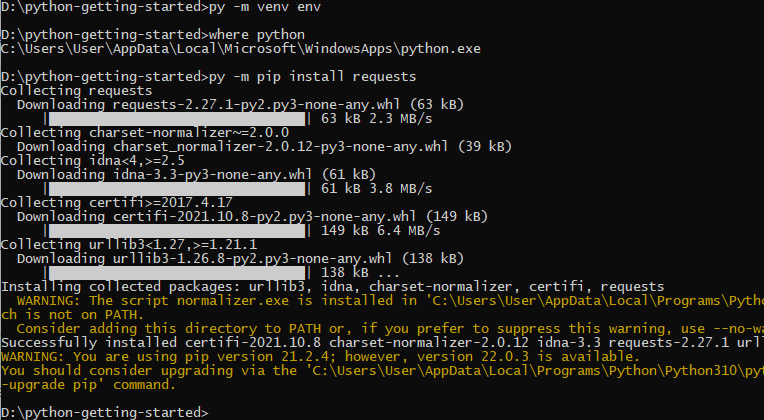 D:\python-getting-started>py -m venv env
D:\python-getting-started>where python
C:\Users\User\AppData\Local\Microsoft\WindowsApps\python.exe
D:\python-getting-started>py -m pip install requests
Collecting requests
  Downloading requests-2.27.1-py2.py3-none-any.whl (63 kB)
     |████████████████████████████████| 63 kB 2.3 MB/s
Collecting charset-normalizer~=2.0.0
  Downloading charset_normalizer-2.0.12-py3-none-any.whl (39 kB)
Collecting idna<4,>=2.5
  Downloading idna-3.3-py3-none-any.whl (61 kB)
     |████████████████████████████████| 61 kB 3.8 MB/s
Collecting certifi>=2017.4.17
  Downloading certifi-2021.10.8-py2.py3-none-any.whl (149 kB)
     |████████████████████████████████| 149 kB 6.4 MB/s
Collecting urllib3<1.27,>=1.21.1
  Downloading urllib3-1.26.8-py2.py3-none-any.whl (138 kB)
     |████████████████████████████████| 138 kB ...
Installing collected packages: urllib3, idna, charset-normalizer, certifi, requests
  WARNING: The script normalizer.exe is installed in 'C:\Users\User\AppData\Local\Programs\Pytho
ch is not on PATH.
  Consider adding this directory to PATH or, if you prefer to suppress this warning, use --no-wa
Successfully installed certifi-2021.10.8 charset-normalizer-2.0.12 idna-3.3 requests-2.27.1 urll
WARNING: You are using pip version 21.2.4; however, version 22.0.3 is available.
You should consider upgrading via the 'C:\Users\User\AppData\Local\Programs\Python\Python310\pyt
-upgrade pip' command.
D:\python-getting-started>